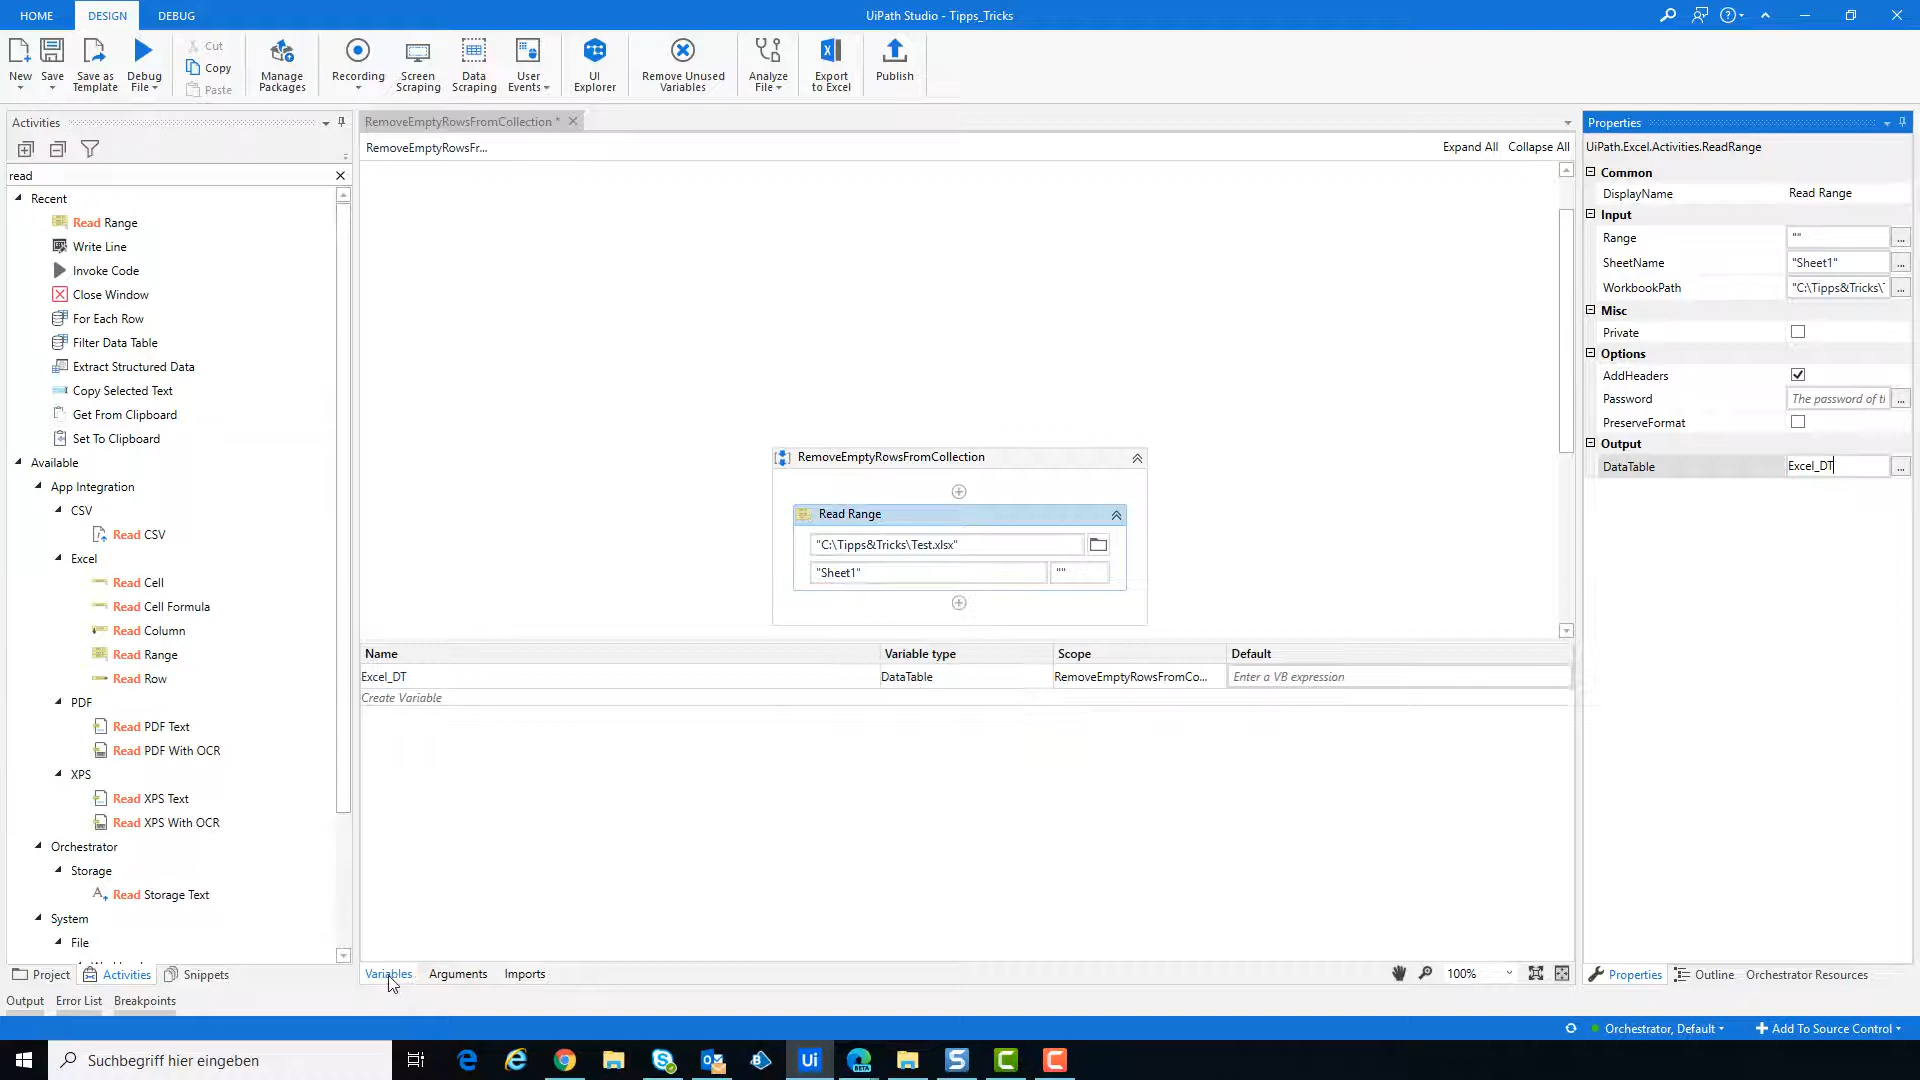 HOME
DESIGN
DEBUG
UiPath Studio - Tipps_Tricks
New
Save
Save as
Template
Debug
File
Cut
Copy
Paste
Manage
Packages
Recording
Screen
Scraping
Data
Scraping
User
Events
UI
Explorer
Remove Unused
Variables
Analyze
File
Export
to Excel
Publish
Activities
read
Recent
Read Range
Write Line
Invoke Code
Close Window
For Each Row
Filter Data Table
Extract Structured Data
Copy Selected Text
Get From Clipboard
Set To Clipboard
Available
App Integration
CSV
Read CSV
Excel
Read Cell
Read Cell Formula
Read Column
Read Range
Read Row
PDF
Read PDF Text
Read PDF With OCR
XPS
Read XPS Text
Read XPS With OCR
Orchestrator
Storage
Read Storage Text
System
File
Project
Activities
Snippets
Output
Error List
Breakpoints
RemoveEmptyRowsFromCollection *
RemoveEmptyRowsFr...
Expand All
Collapse All
RemoveEmptyRowsFromCollection
Read Range
"C:\Tipps&Tricks\Test.xlsx"
"Sheet1"
""
Name
Variable type
Scope
Default
Excel_DT
DataTable
RemoveEmptyRowsFromCo...
Enter a VB expression
Create Variable
Variables
Arguments
Imports
100%
Properties
UiPath.Excel.Activities.ReadRange
Common
DisplayName
Read Range
Input
Range
""
...
SheetName
"Sheet1"
...
WorkbookPath
"C:\Tipps&Tricks\
...
Misc
Private
Options
AddHeaders
Password
The password of
...
PreserveFormat
Output
DataTable
Excel_DT
...
Properties
Outline
Orchestrator Resources
Orchestrator, Default
Add To Source Control
Suchbegriff hier eingeben
Ui
BETA